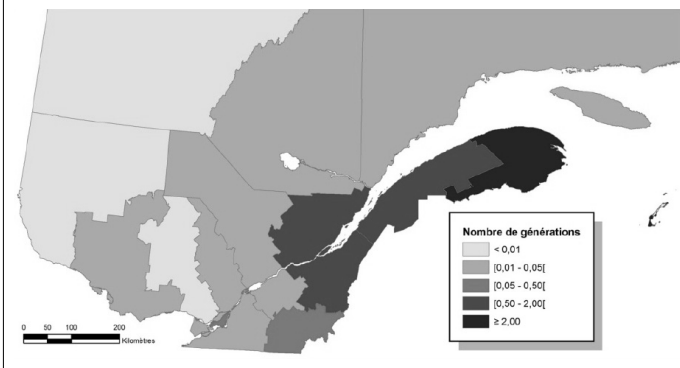 Nombre de générations
< 0,01
[0,01 - 0,05[
[0,05 - 0,50[
[0,50 - 2,00[
≥ 2,00
0 50 100 200
Kilomètres